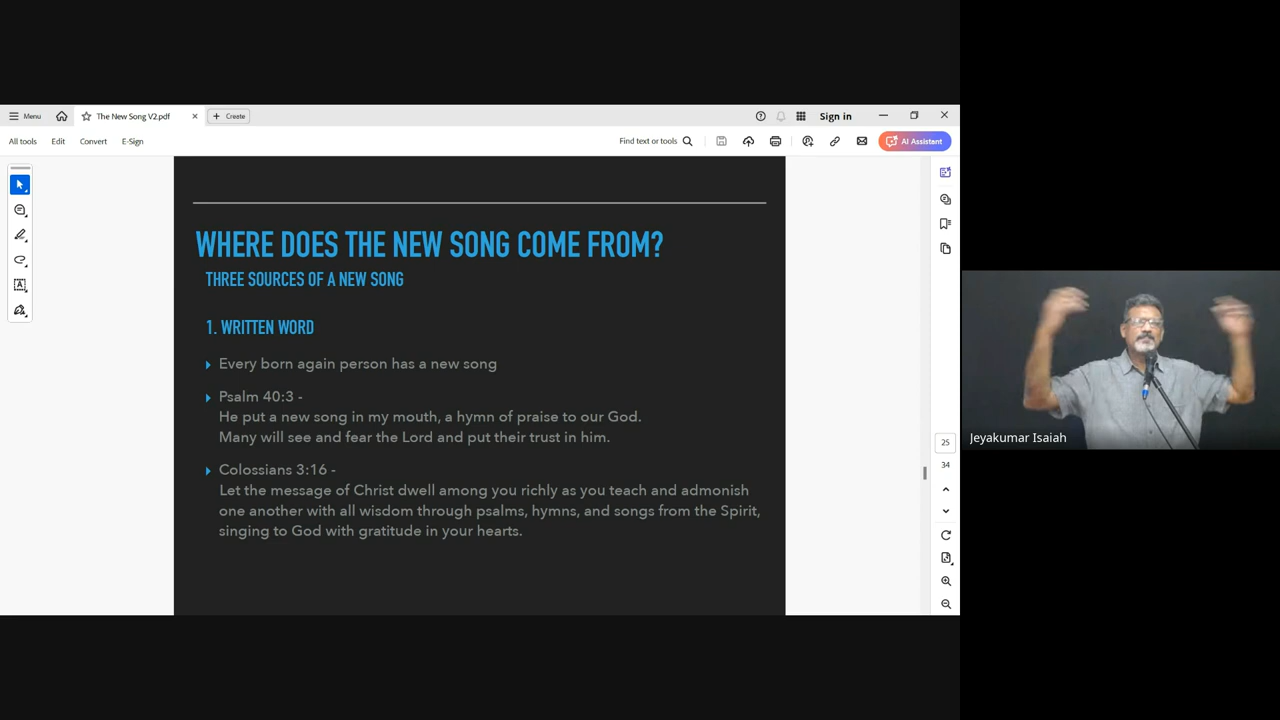 Menu
The New Song V2.pdf
Create
Sign in
All tools
Edit
Convert
E-Sign
Find text or tools
AI Assistant
WHERE DOES THE NEW SONG COME FROM?
THREE SOURCES OF A NEW SONG
1. WRITTEN WORD
Every born again person has a new song
Psalm 40:3 -
He put a new song in my mouth, a hymn of praise to our God.
Many will see and fear the Lord and put their trust in him.
Colossians 3:16 -
Let the message of Christ dwell among you richly as you teach and admonish
one another with all wisdom through psalms, hymns, and songs from the Spirit,
singing to God with gratitude in your hearts.
25
34
Jeyakumar Isaiah